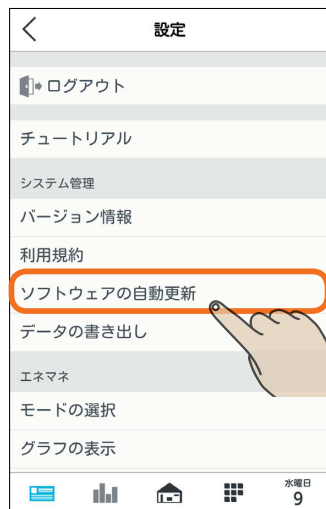 設定
ログアウト
チュートリアル
システム管理
バージョン情報
利用規約
ソフトウェアの自動更新
データの書き出し
エネマネ
モードの選択
グラフの表示
水曜日
9